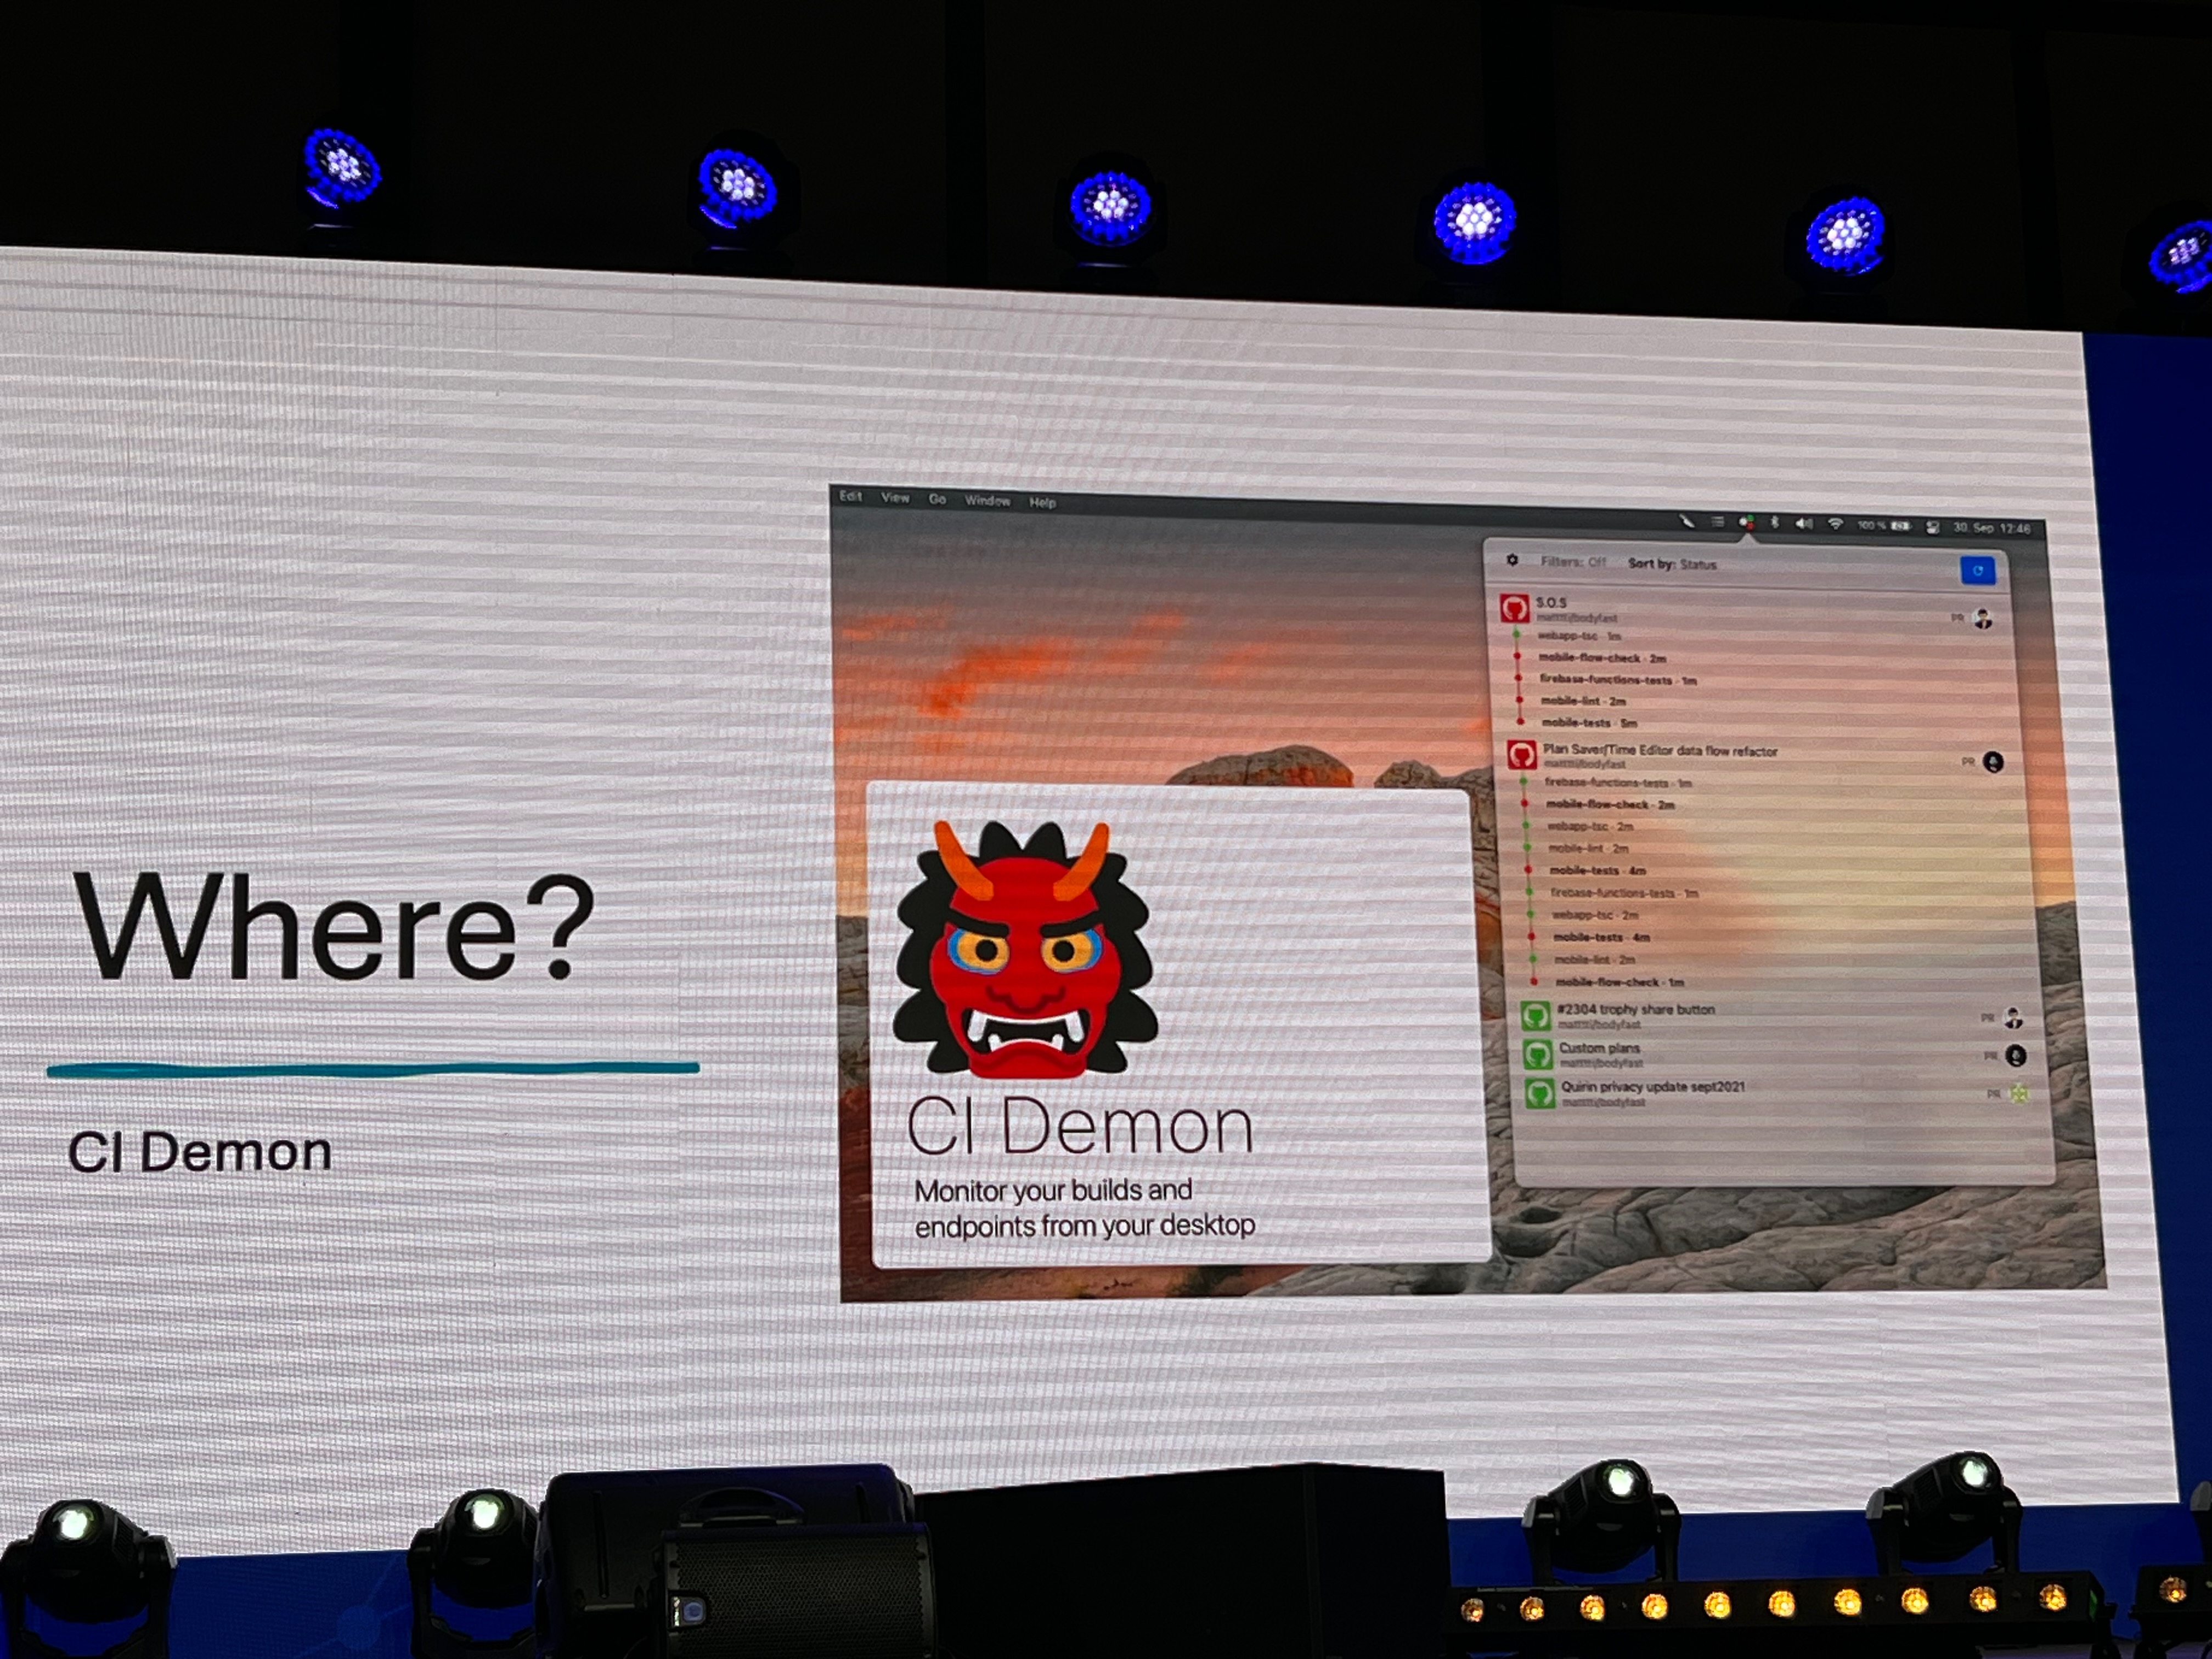 Where?
CI Demon
Edit View Go Window Help
100 % 30. Sep 12:46
Filters: Off Sort by: Status
S.O.S
mattttti/bodyfast
PR
webapp-tsc · 1m
mobile-flow-check · 2m
firebase-functions-tests · 1m
mobile-lint · 2m
mobile-tests · 5m
Plan Saver/Time Editor data flow refactor
mattttti/bodyfast
PR
firebase-functions-tests · 1m
mobile-flow-check · 2m
webapp-tsc · 2m
mobile-lint · 2m
mobile-tests · 4m
firebase-functions-tests · 1m
webapp-tsc · 2m
mobile-tests · 4m
mobile-lint · 2m
mobile-flow-check · 1m
#2304 trophy share button
mattttti/bodyfast
PR
Custom plans
mattttti/bodyfast
PR
Quirin privacy update sept2021
mattttti/bodyfast
PR
CI Demon
Monitor your builds and
endpoints from your desktop